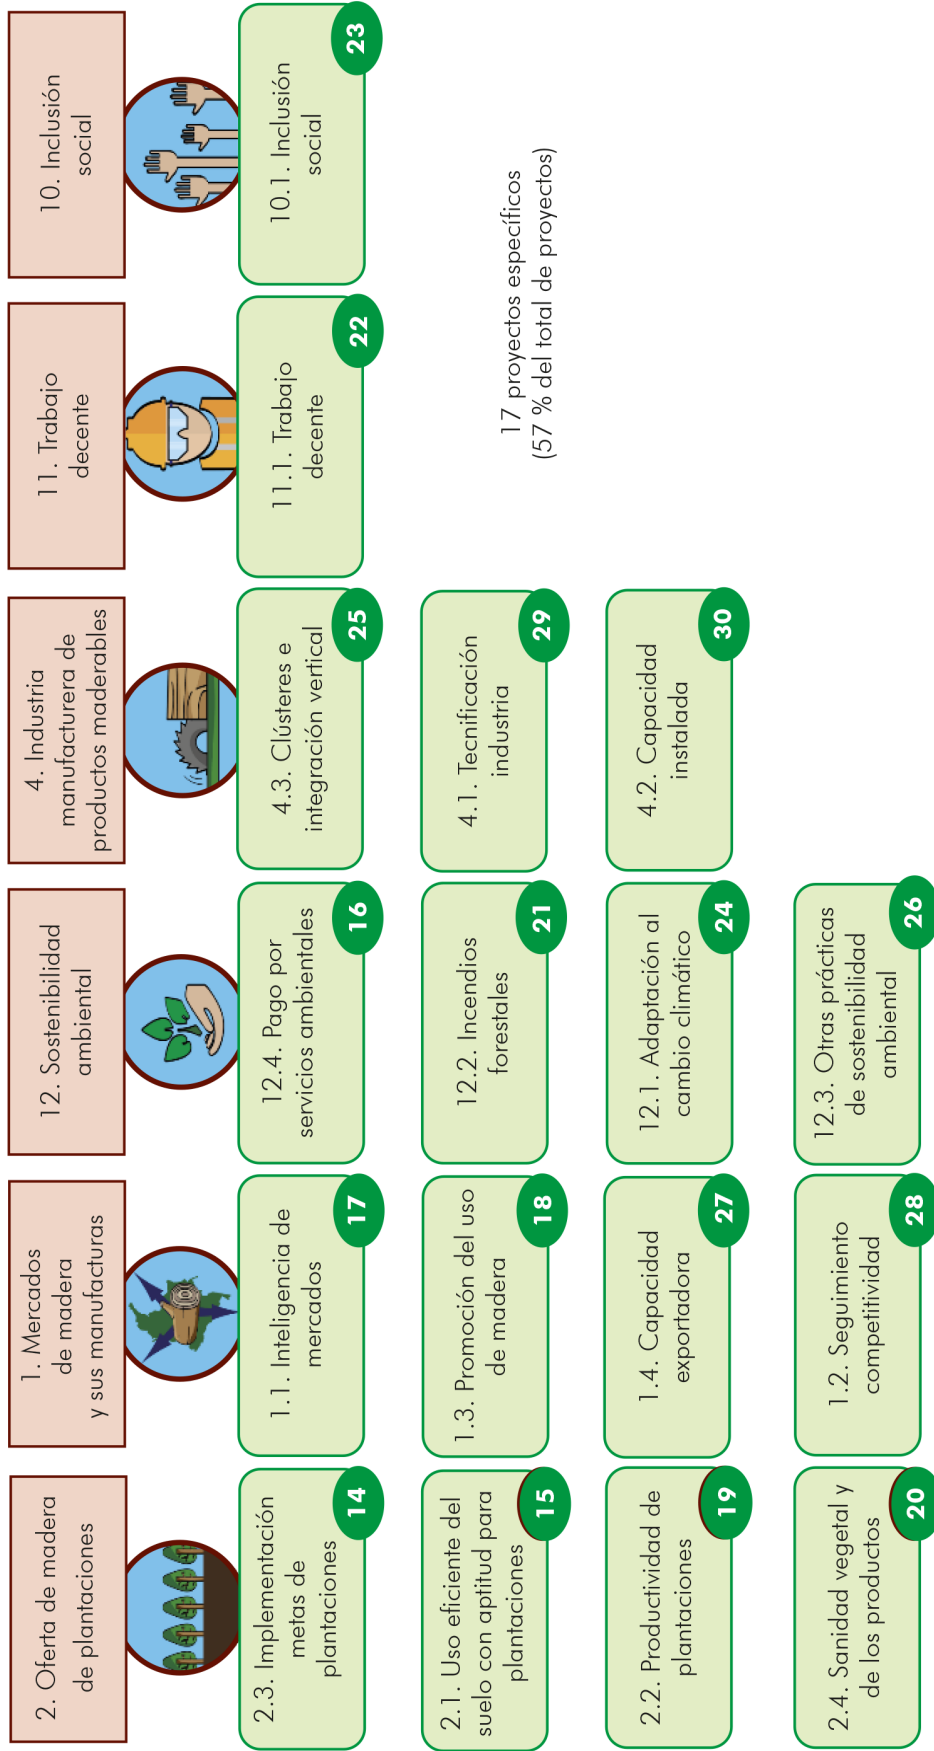 2. Oferta de madera
de plantaciones
2.3. Implementación
metas de
plantaciones
14
2.1. Uso eficiente del
suelo con aptitud para
plantaciones
15
2.2. Productividad de
plantaciones
19
2.4. Sanidad vegetal y
de los productos
20
1. Mercados
de madera
y sus manufacturas
1.1. Inteligencia de
mercados
17
1.3. Promoción del uso
de madera
18
1.4. Capacidad
exportadora
27
1.2. Seguimiento
competitividad
28
12. Sostenibilidad
ambiental
12.4. Pago por
servicios ambientales
16
12.2. Incendios
forestales
21
12.1. Adaptación al
cambio climático
24
12.3. Otras prácticas
de sostenibilidad
ambiental
26
4. Industria
manufacturera de
productos maderables
4.3. Clústeres e
integración vertical
25
4.1. Tecnificación
industria
29
4.2. Capacidad
instalada
30
11. Trabajo
decente
11.1. Trabajo
decente
22
10. Inclusión
social
10.1. Inclusión
social
23
17 proyectos específicos
(57 % del total de proyectos)